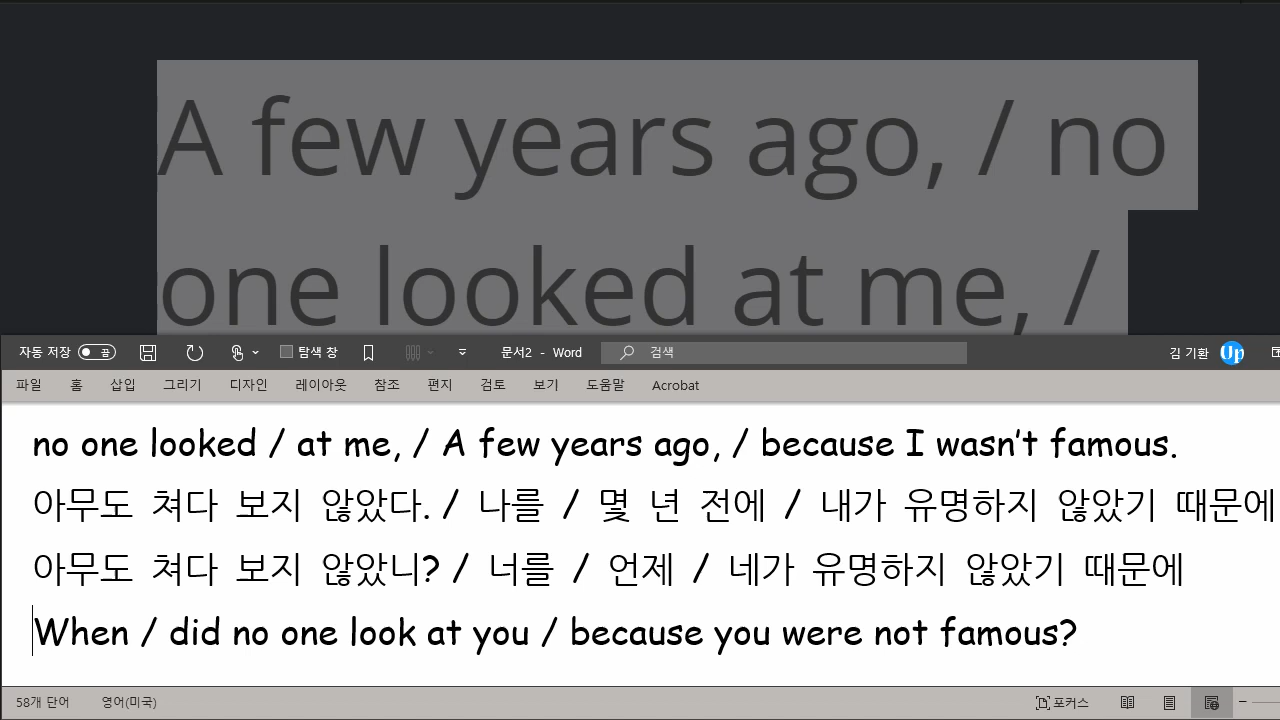 A few years ago, / no
one looked at me, /
자동 저장 끔 탐색 창 문서2 - Word 검색 김 기환 Up
파일 홈 삽입 그리기 디자인 레이아웃 참조 편지 검토 보기 도움말 Acrobat
no one looked / at me, / A few years ago, / because I wasn't famous.
아무도 쳐다 보지 않았다. / 나를 / 몇 년 전에 / 내가 유명하지 않았기 때문에
아무도 쳐다 보지 않았니? / 너를 / 언제 / 네가 유명하지 않았기 때문에
When / did no one look at you / because you were not famous?
58개 단어 영어(미국) 포커스